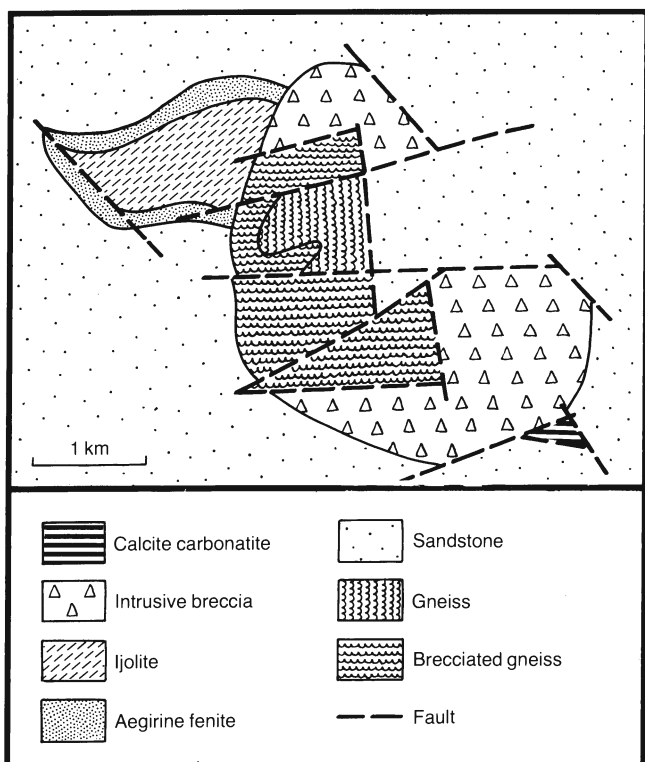 1 km
Calcite carbonatite
Intrusive breccia
Ijolite
Aegirine fenite
Sandstone
Gneiss
Brecciated gneiss
Fault